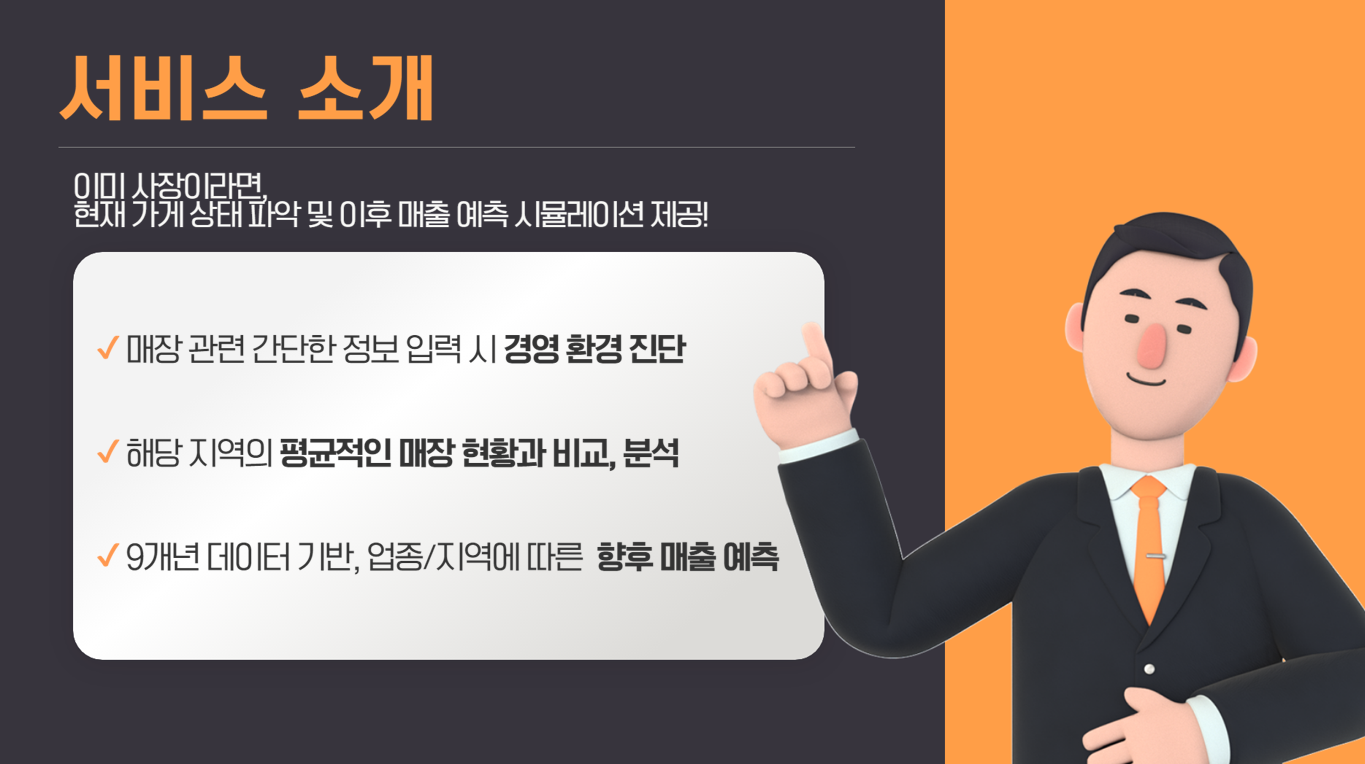 서비스 소개
이미 사장이라면,
현재 가게 상태 파악 및 이후 매출 예측 시뮬레이션 제공!
✓ 매장 관련 간단한 정보 입력 시 경영 환경 진단
✓ 해당 지역의 평균적인 매장 현황과 비교, 분석
✓ 9개년 데이터 기반, 업종/지역에 따른 향후 매출 예측